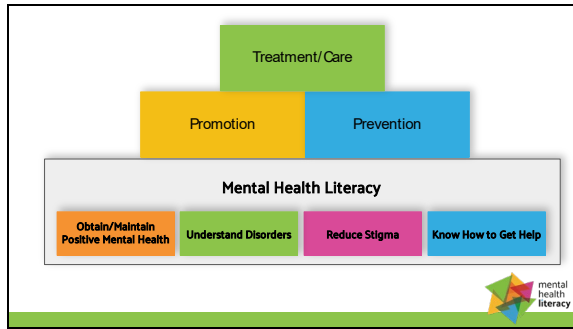 Treatment/Care
Promotion
Prevention
Mental Health Literacy
Obtain/Maintain
Positive Mental Health
Understand Disorders
Reduce Stigma
Know How to Get Help
mental
health
literacy